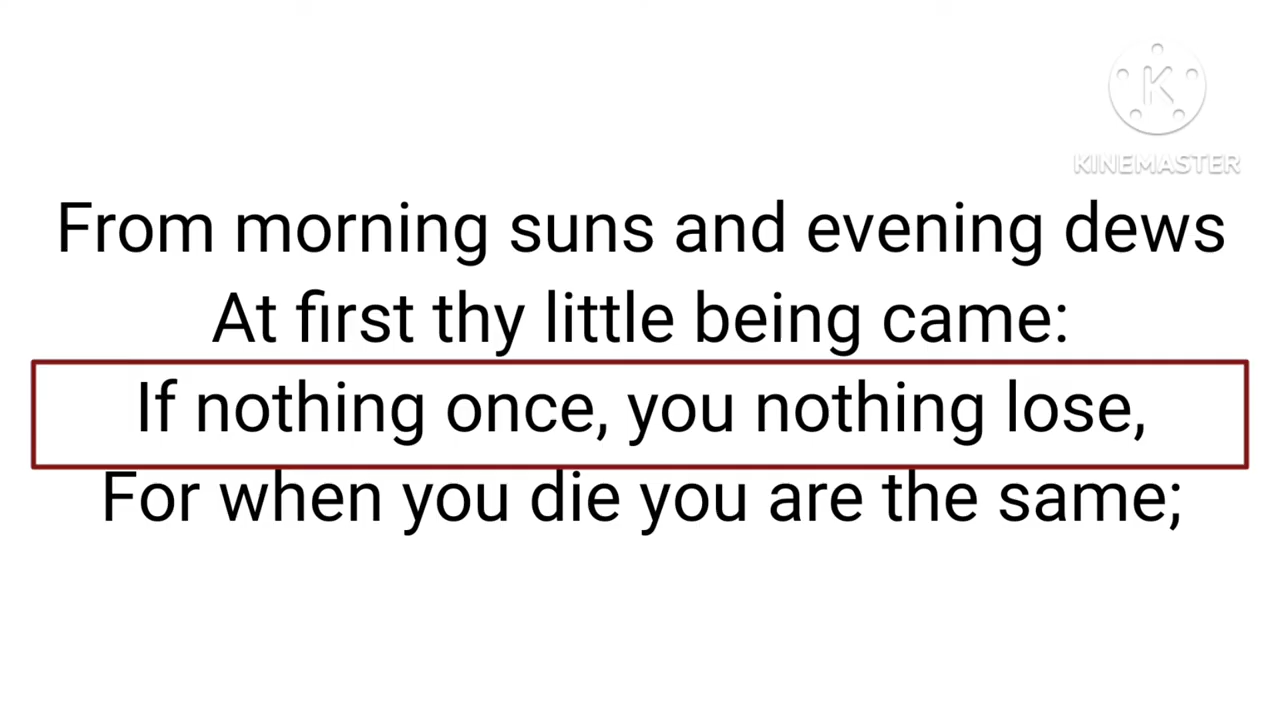 K
KINEMASTER
From morning suns and evening dews
At first thy little being came:
If nothing once, you nothing lose,
For when you die you are the same;